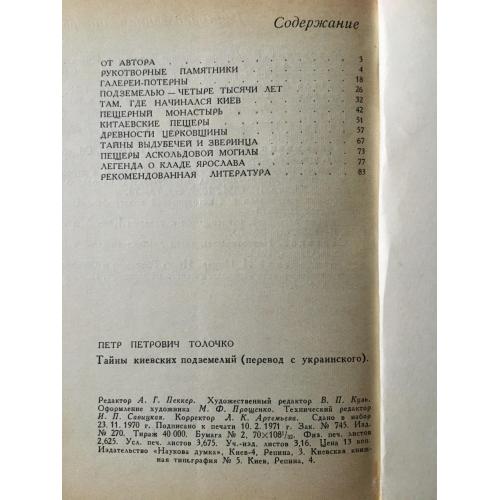 Содержание
ОТ АВТОРА 3
РУКОТВОРНЫЕ ПАМЯТНИКИ 4
ГАЛЕРЕИ-ПОТЕРНЫ 18
ПОДЗЕМЕЛЬЮ — ЧЕТЫРЕ ТЫСЯЧИ ЛЕТ 26
ТАМ, ГДЕ НАЧИНАЛСЯ КИЕВ 32
ПЕЩЕРНЫЙ МОНАСТЫРЬ 42
КИТАЕВСКИЕ ПЕЩЕРЫ 51
ДРЕВНОСТИ ЦЕРКОВЩИНЫ 57
ТАЙНЫ ВЫДУБЕЧЕЙ И ЗВЕРИНЦА 67
ПЕЩЕРЫ АСКОЛЬДОВОЙ МОГИЛЫ 73
ЛЕГЕНДА О КЛАДЕ ЯРОСЛАВА 77
РЕКОМЕНДОВАННАЯ ЛИТЕРАТУРА 83
ПЕТР ПЕТРОВИЧ ТОЛОЧКО
Тайны киевских подземелий (перевод с украинского).
Редактор А. Г. Пеккер. Художественный редактор В. П. Кузь.
Оформление художника М. Ф. Прощенко. Технический редактор
И. П. Савицкая. Корректор Л. К. Артемьева. Сдано в набор
23. 11. 1970 г. Подписано к печати 10. 2. 1971 г. Зак. № 745. Изд.
№ 270. Тираж 40 000. Бумага № 2, 70×108 1/32. Физ. печ. листов
2,625. Усл. печ. листов 3,675. Уч.-изд. листов 3,16. Цена 13 коп.
Издательство «Наукова думка», Киев-4, Репина, 3. Киевская книж
ная типография № 5. Киев, Репина, 4.